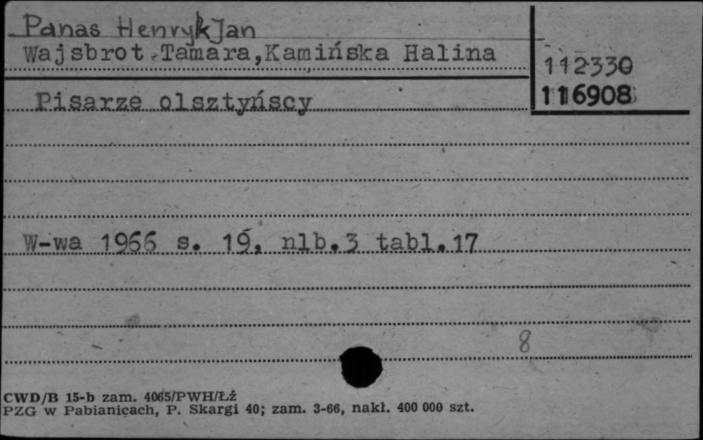 Panas Henryk Jan
Wajsbrot Tamara, Kamińska Halina
112330
Pisarze olsztyńscy
116908
W-wa 1966 s. 19, nlb.3 tabl.17
8
CWD/B 15-b zam. 4065/PWH/Łź
PZG w Pabianicach, P. Skargi 40; zam. 3-66, nakł. 400 000 szt.